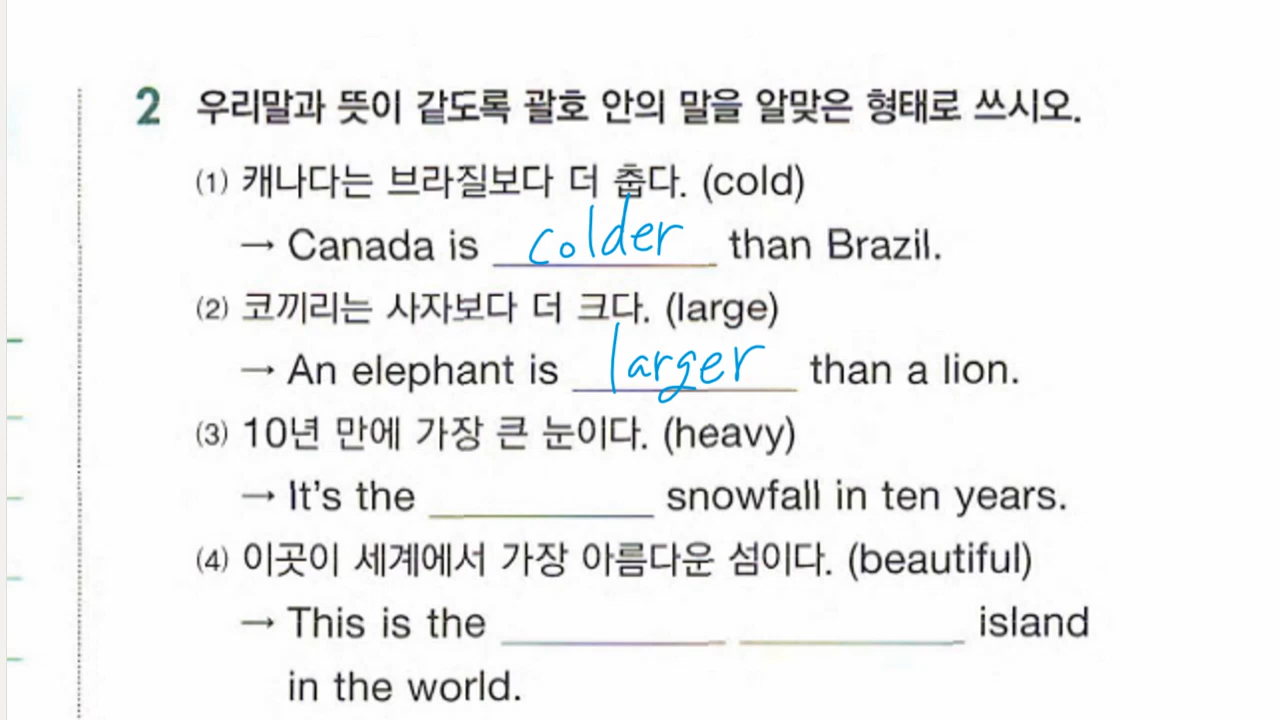 2 우리말과 뜻이 같도록 괄호 안의 말을 알맞은 형태로 쓰시오.
(1) 캐나다는 브라질보다 더 춥다. (cold)
→ Canada is colder than Brazil.
(2) 코끼리는 사자보다 더 크다. (large)
→ An elephant is larger than a lion.
(3) 10년 만에 가장 큰 눈이다. (heavy)
→ It's the ______ snowfall in ten years.
(4) 이곳이 세계에서 가장 아름다운 섬이다. (beautiful)
→ This is the ______ ______ island
in the world.